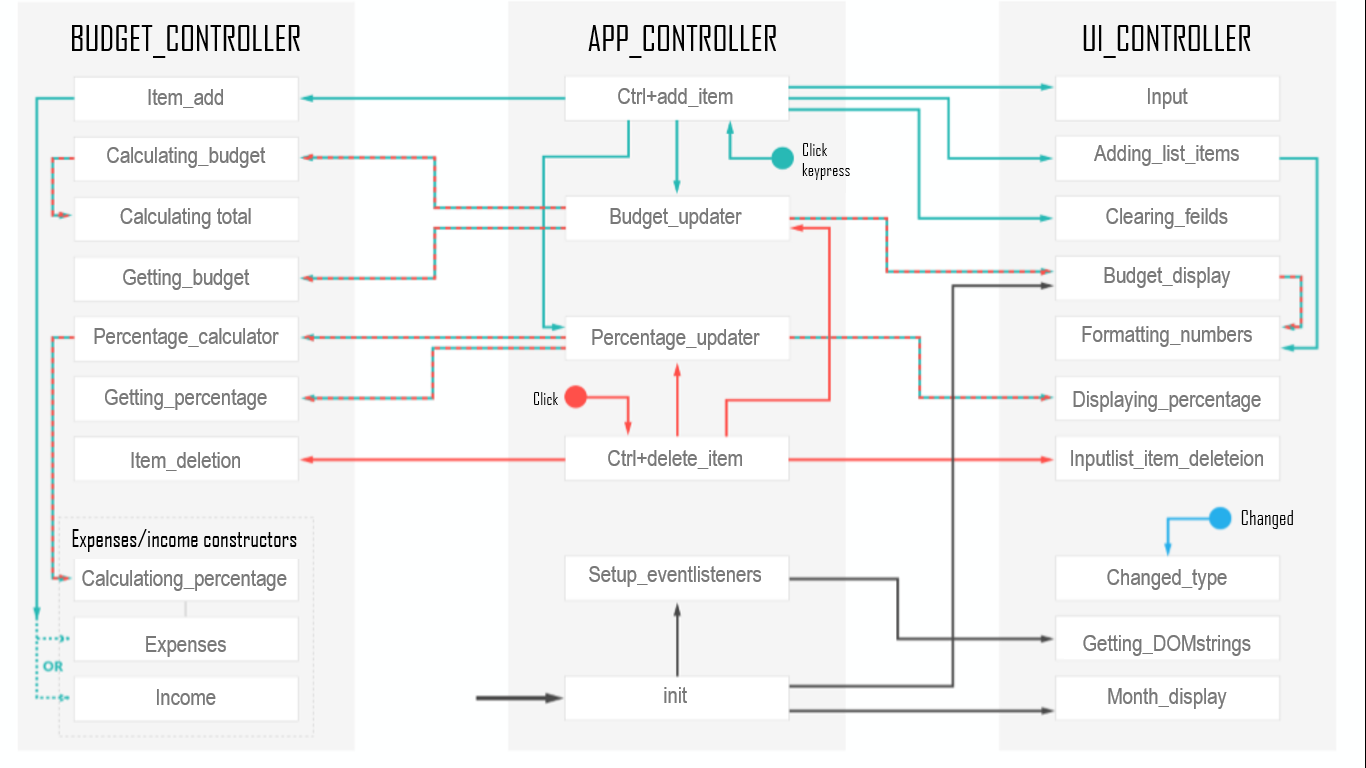 BUDGET_CONTROLLER
Item_add
Calculating_budget
Calculating total
Getting_budget
Percentage_calculator
Getting_percentage
Item_deletion
Expenses/income constructors
Calculationg_percentage
Expenses
OR
Income
APP_CONTROLLER
Ctrl+add_item
Click
keypress
Budget_updater
Percentage_updater
Click
Ctrl+delete_item
Setup_eventlisteners
init
UI_CONTROLLER
Input
Adding_list_items
Clearing_feilds
Budget_display
Formatting_numbers
Displaying_percentage
Inputlist_item_deleteion
Changed
Changed_type
Getting_DOMstrings
Month_display